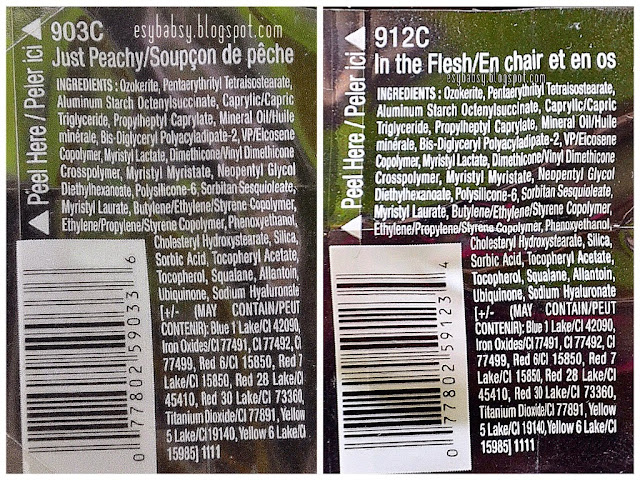 esybabsy.blogspot.com
903C
Just Peachy/Soupçon de pêche
Peel Here / Peler ici
INGREDIENTS : Ozokerite, Pentaerythrityl Tetraisostearate,
Aluminum Starch Octenylsuccinate, Caprylic/Capric
Triglyceride, Propylheptyl Caprylate, Mineral Oil/Huile
minérale, Bis-Diglyceryl Polyacyladipate-2, VP/Eicosene
Copolymer, Myristyl Lactate, Dimethicone/Vinyl Dimethicone
Crosspolymer, Myristyl Myristate, Neopentyl Glycol
Diethylhexanoate, Polysilicone-6, Sorbitan Sesquioleate,
Myristyl Laurate, Butylene/Ethylene/Styrene Copolymer,
Ethylene/Propylene/Styrene Copolymer, Phenoxyethanol,
Cholesteryl Hydroxystearate, Silica,
Sorbic Acid, Tocopheryl Acetate,
Tocopherol, Squalane, Allantoin,
Ubiquinone, Sodium Hyaluronate
[+/- (MAY CONTAIN/PEUT
CONTENIR): Blue 1 Lake/CI 42090,
Iron Oxides/CI 77491, CI 77492, CI
77499, Red 6/CI 15850, Red 7
Lake/CI 15850, Red 28 Lake/CI
45410, Red 30 Lake/CI 73360,
Titanium Dioxide/CI 77891, Yellow
5 Lake/CI 19140, Yellow 6 Lake/CI
15985] 1111
0 77802 59033 6
912C
In the Flesh/En chair et en os
esybabsy.blogspot.com
Peel Here / Peler ici
INGREDIENTS : Ozokerite, Pentaerythrityl Tetraisostearate,
Aluminum Starch Octenylsuccinate, Caprylic/Capric
Triglyceride, Propylheptyl Caprylate, Mineral Oil/Huile
minérale, Bis-Diglyceryl Polyacyladipate-2, VP/Eicosene
Copolymer, Myristyl Lactate, Dimethicone/Vinyl Dimethicone
Crosspolymer, Myristyl Myristate, Neopentyl Glycol
Diethylhexanoate, Polysilicone-6, Sorbitan Sesquioleate,
Myristyl Laurate, Butylene/Ethylene/Styrene Copolymer,
Ethylene/Propylene/Styrene Copolymer, Phenoxyethanol,
Cholesteryl Hydroxystearate, Silica,
Sorbic Acid, Tocopheryl Acetate,
Tocopherol, Squalane, Allantoin,
Ubiquinone, Sodium Hyaluronate
[+/- (MAY CONTAIN/PEUT
CONTENIR): Blue 1 Lake/CI 42090,
Iron Oxides/CI 77491, CI 77492, CI
77499, Red 6/CI 15850, Red 7
Lake/CI 15850, Red 28 Lake/CI
45410, Red 30 Lake/CI 73360,
Titanium Dioxide/CI 77891, Yellow
5 Lake/CI 19140, Yellow 6 Lake/CI
15985] 1111
0 77802 59123 4